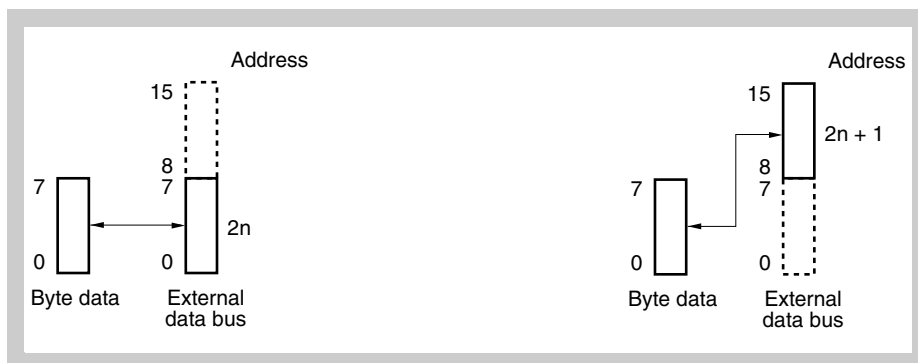 Address
15
8
7
7
2n
0
0
Byte data
External
data bus
Address
15
2n + 1
8
7
7
0
0
Byte data
External
data bus